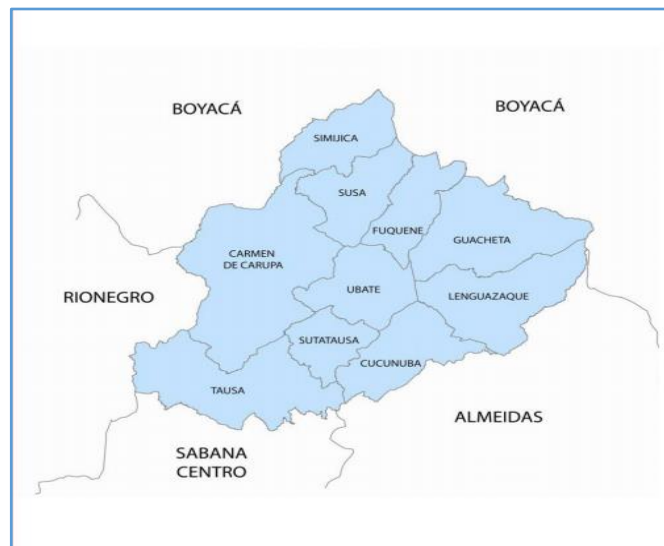 BOYACÁ
BOYACÁ
SIMIJICA
SUSA
FUQUENE
GUACHETA
CARMEN
DE CARUPA
RIONEGRO
UBATE
LENGUAZAQUE
SUTATAUSA
CUCUNUBA
TAUSA
ALMEIDAS
SABANA
CENTRO